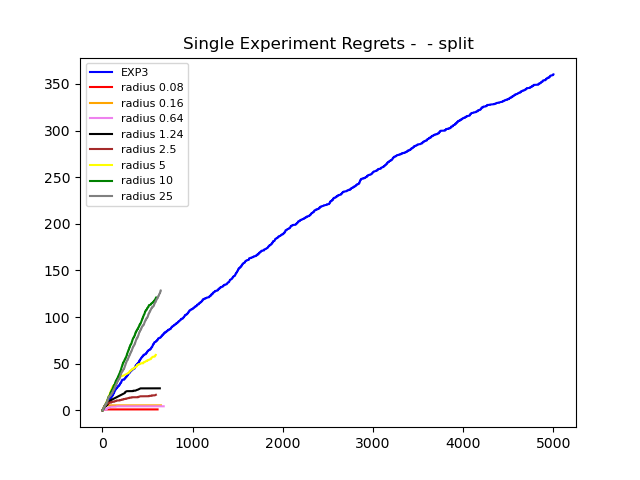 Single Experiment Regrets -  - split
EXP3
radius 0.08
radius 0.16
radius 0.64
radius 1.24
radius 2.5
radius 5
radius 10
radius 25
350
300
250
200
150
100
50
0
0 1000 2000 3000 4000 5000